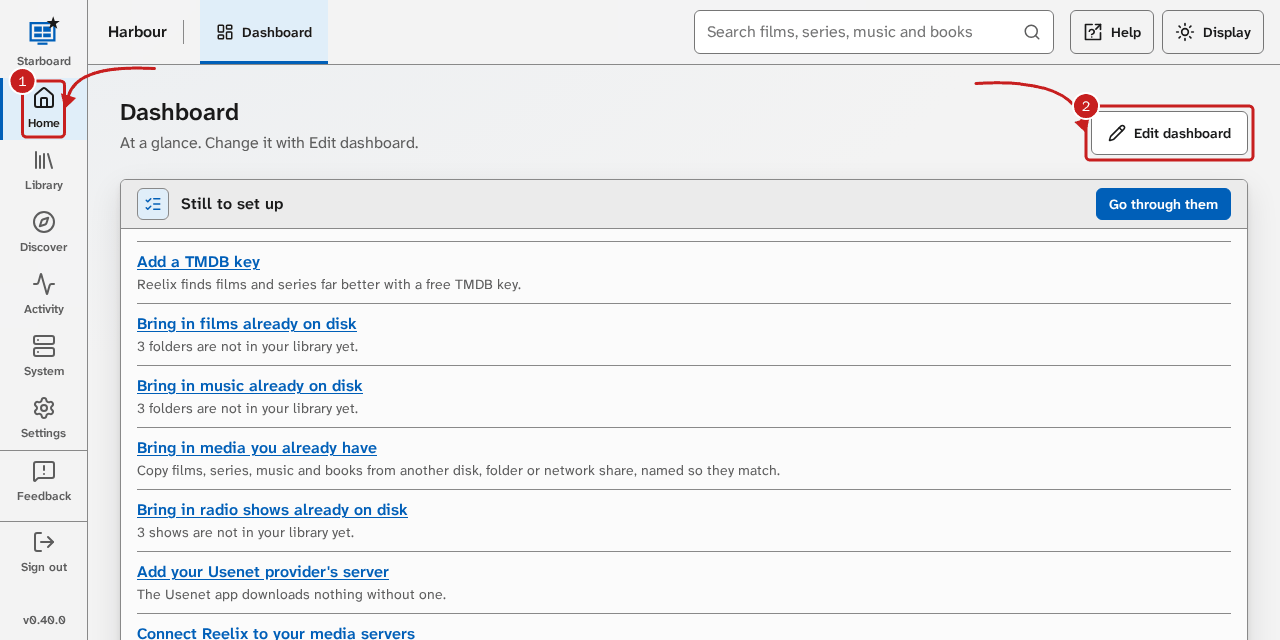 Starboard
1
Home
Library
Discover
Activity
System
Settings
Feedback
Sign out
v0.40.0
Harbour
Dashboard
Search films, series, music and books
Help
Display
Dashboard
At a glance. Change it with Edit dashboard.
2
Edit dashboard
Still to set up
Go through them
Add a TMDB key
Reelix finds films and series far better with a free TMDB key.
Bring in films already on disk
3 folders are not in your library yet.
Bring in music already on disk
3 folders are not in your library yet.
Bring in media you already have
Copy films, series, music and books from another disk, folder or network share, named so they match.
Bring in radio shows already on disk
3 shows are not in your library yet.
Add your Usenet provider's server
The Usenet app downloads nothing without one.
Connect Reelix to your media servers